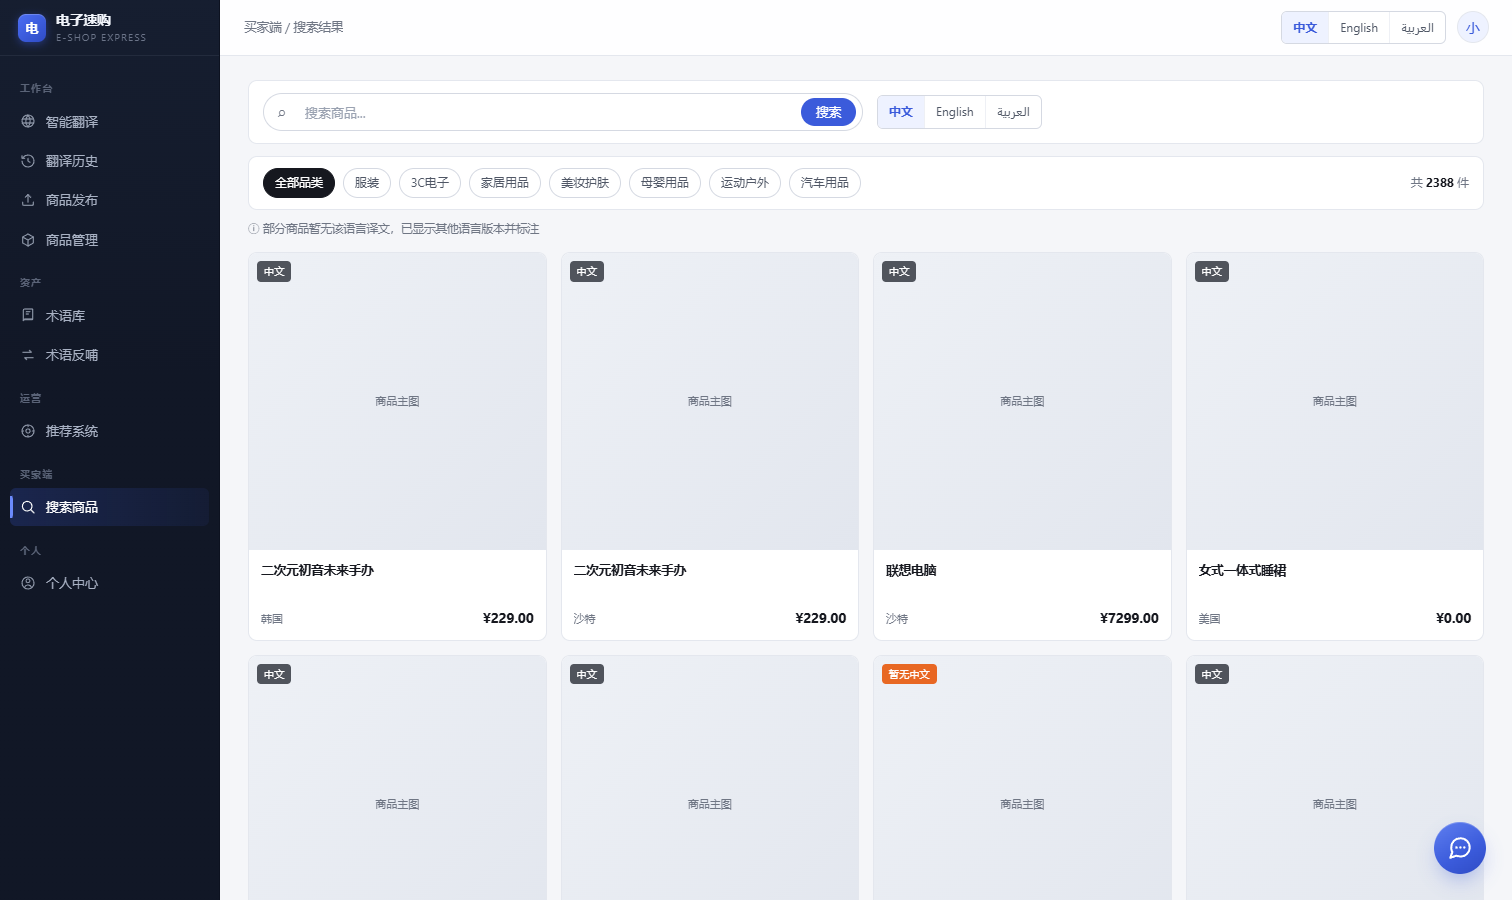 电
电子速购
E-SHOP EXPRESS
工作台
智能翻译
翻译历史
商品发布
商品管理
资产
术语库
术语反哺
运营
推荐系统
买家端
搜索商品
个人
个人中心
买家端 / 搜索结果
中文 English العربية 小
搜索商品... 搜索 中文 English العربية
全部品类 服装 3C电子 家居用品 美妆护肤 母婴用品 运动户外 汽车用品 共 2388 件
部分商品暂无该语言译文，已显示其他语言版本并标注
中文 中文 中文 中文
商品主图 商品主图 商品主图 商品主图
二次元初音未来手办 二次元初音未来手办 联想电脑 女式一体式睡裙
韩国 ¥229.00 沙特 ¥229.00 沙特 ¥7299.00 美国 ¥0.00
中文 中文 暂无中文 中文
商品主图 商品主图 商品主图 商品主图